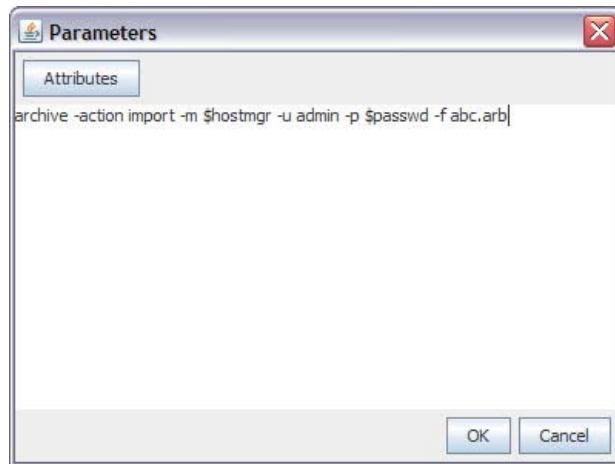 Parameters
Attributes
archive -action import -m $hostmgr -u admin -p $passwd -f abc.arb
OK Cancel